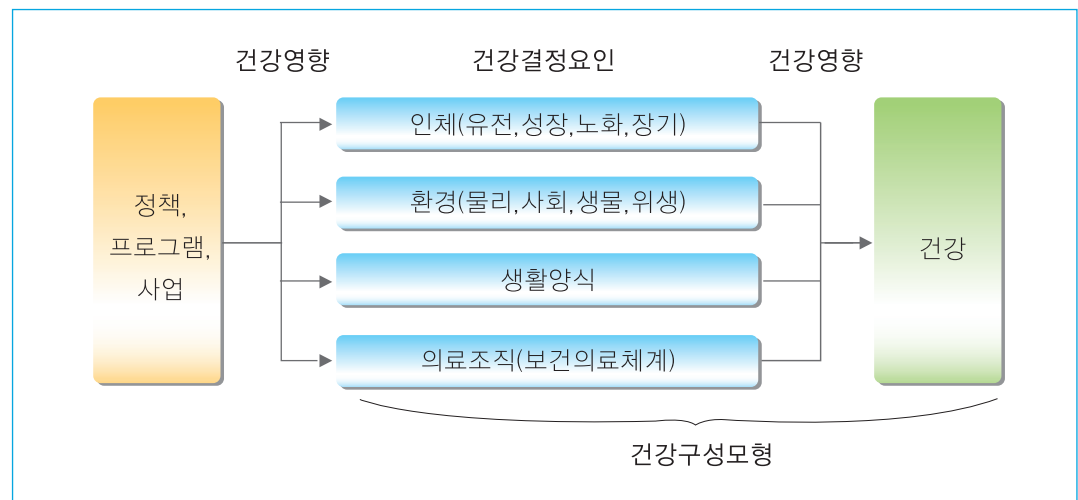 건강영향
건강결정요인
건강영향
정책,
프로그램,
사업
인체(유전,성장,노화,장기)
환경(물리,사회,생물,위생)
생활양식
의료조직(보건의료체계)
건강
건강구성모형